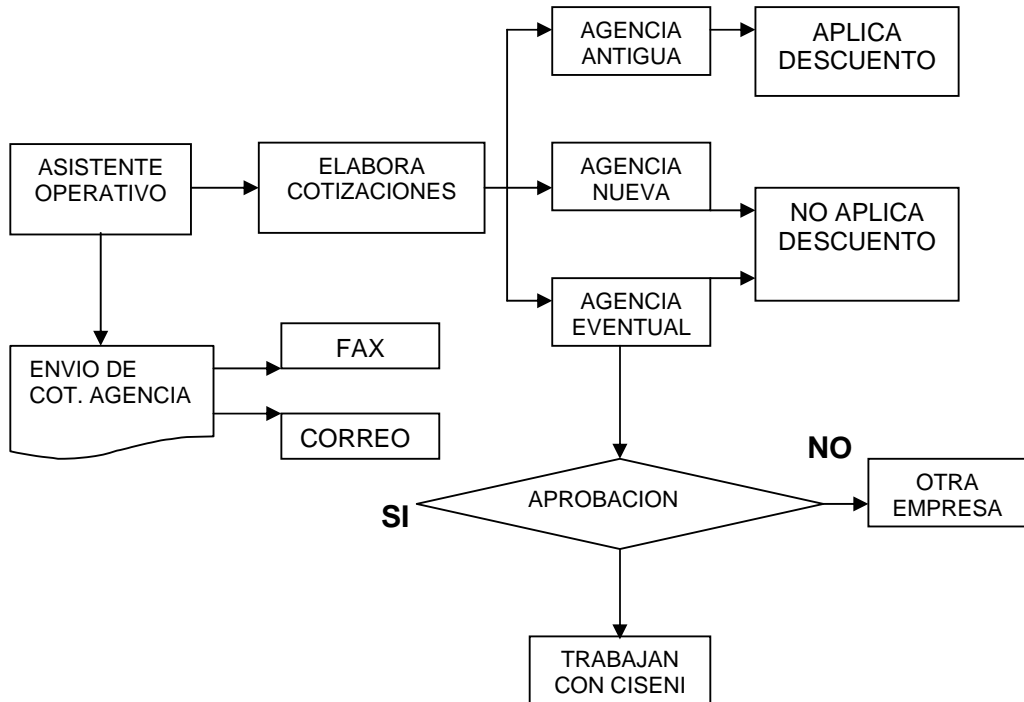 AGENCIA
ANTIGUA
APLICA
DESCUENTO
ASISTENTE
OPERATIVO
ELABORA
COTIZACIONES
AGENCIA
NUEVA
NO APLICA
DESCUENTO
AGENCIA
EVENTUAL
ENVIO DE
COT. AGENCIA
FAX
CORREO
APROBACION
SI
NO
OTRA
EMPRESA
TRABAJAN
CON CISENI